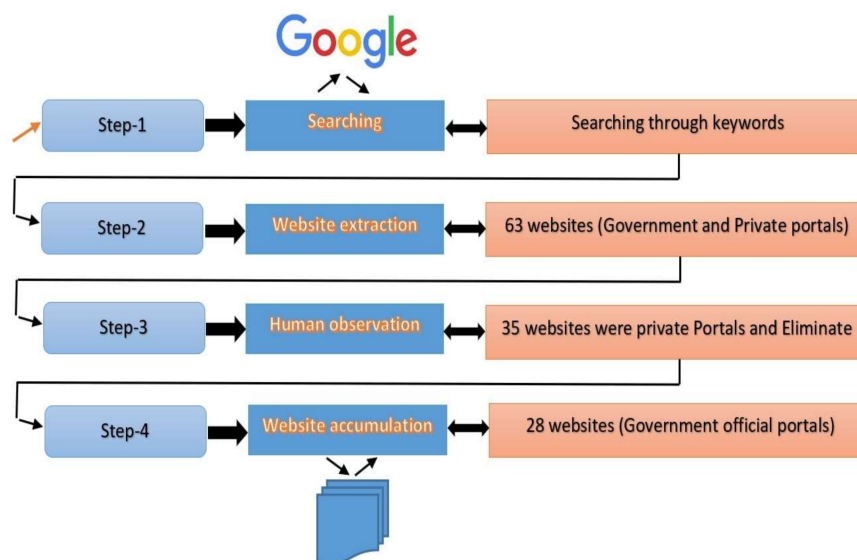 Google
Step-1
Searching
Searching through keywords
Step-2
Website extraction
63 websites (Government and Private portals)
Step-3
Human observation
35 websites were private Portals and Eliminate
Step-4
Website accumulation
28 websites (Government official portals)